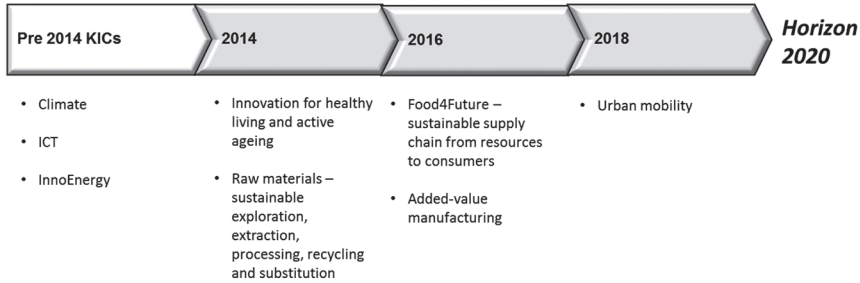 Pre 2014 KICs
2014
2016
2018
Horizon
2020
• Climate
• ICT
• InnoEnergy
• Innovation for healthy
living and active
ageing
• Raw materials –
sustainable
exploration,
extraction,
processing, recycling
and substitution
• Food4Future –
sustainable supply
chain from resources
to consumers
• Added-value
manufacturing
• Urban mobility